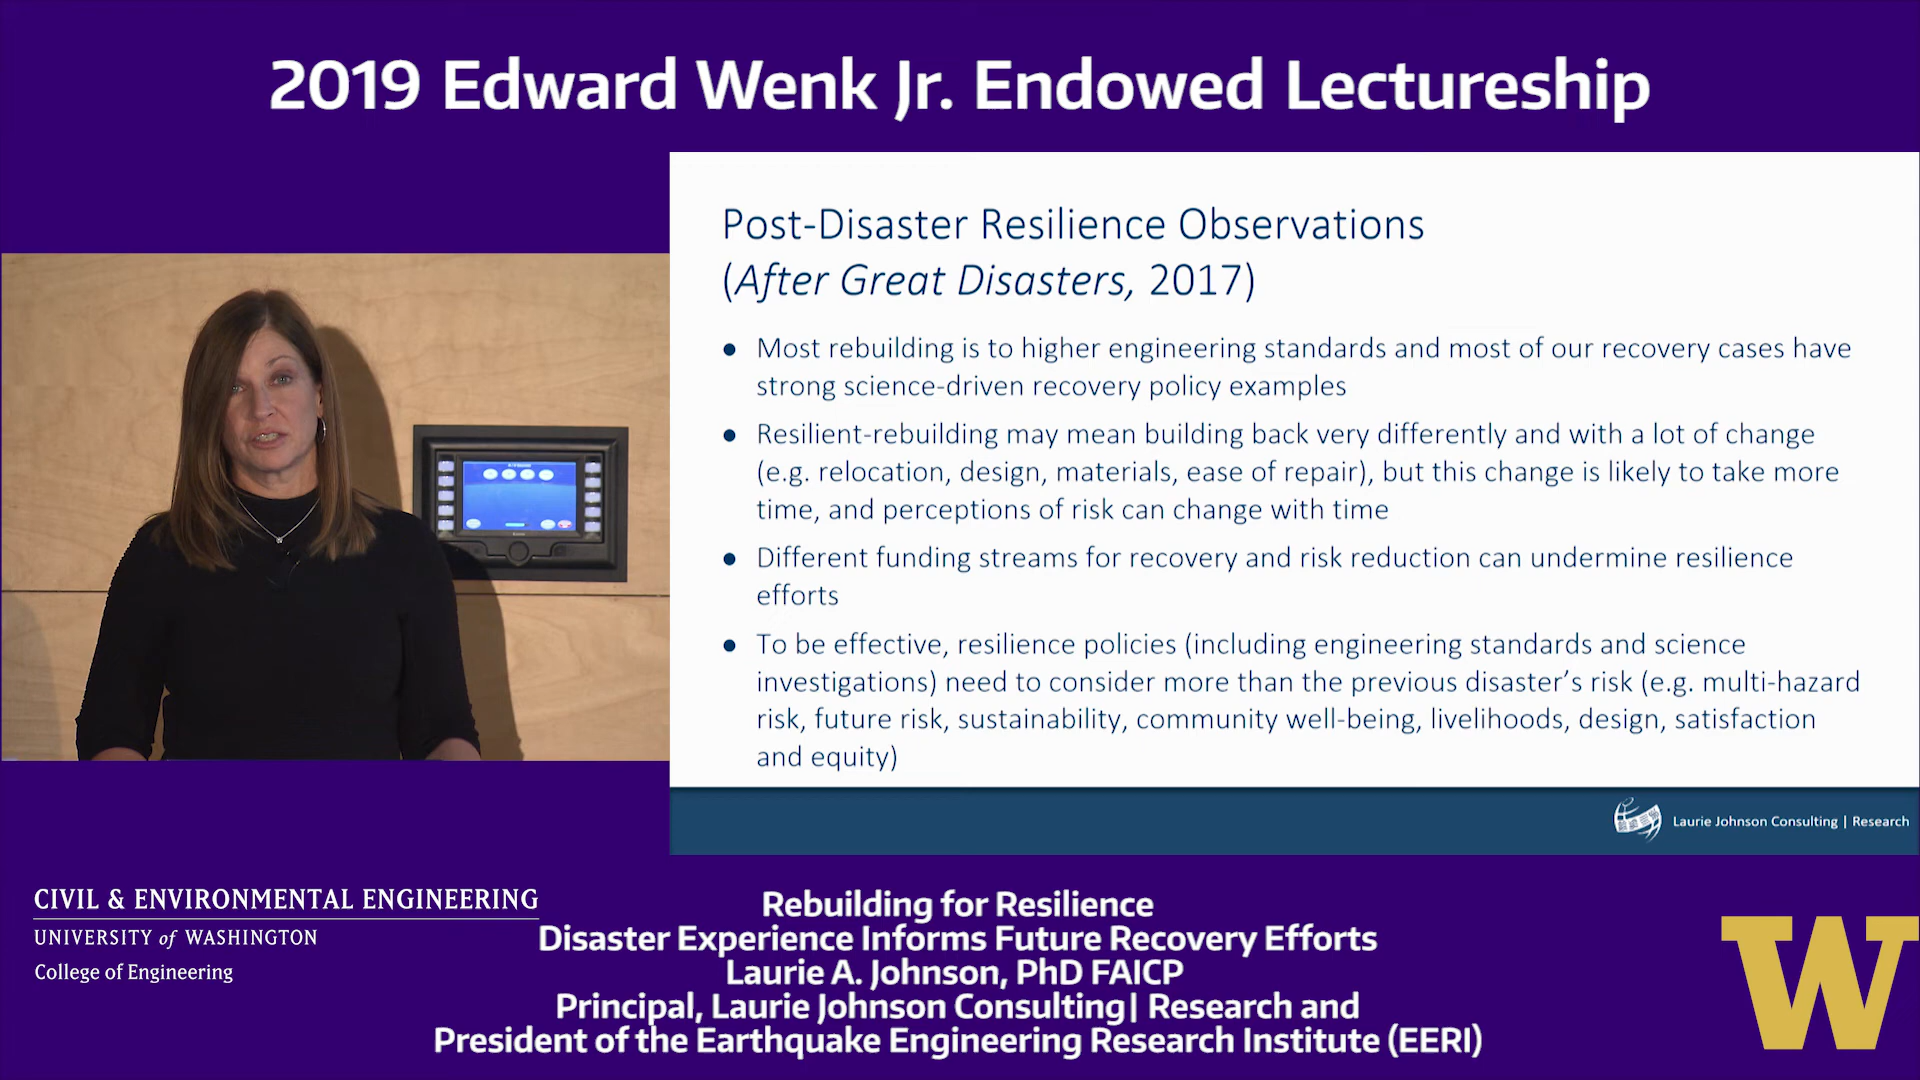 2019 Edward Wenk Jr. Endowed Lectureship
Post-Disaster Resilience Observations
(After Great Disasters, 2017)
● Most rebuilding is to higher engineering standards and most of our recovery cases have
strong science-driven recovery policy examples
● Resilient-rebuilding may mean building back very differently and with a lot of change
(e.g. relocation, design, materials, ease of repair), but this change is likely to take more
time, and perceptions of risk can change with time
● Different funding streams for recovery and risk reduction can undermine resilience
efforts
● To be effective, resilience policies (including engineering standards and science
investigations) need to consider more than the previous disaster’s risk (e.g. multi-hazard
risk, future risk, sustainability, community well-being, livelihoods, design, satisfaction
and equity)
Laurie Johnson Consulting | Research
CIVIL & ENVIRONMENTAL ENGINEERING
UNIVERSITY of WASHINGTON
College of Engineering
Rebuilding for Resilience
Disaster Experience Informs Future Recovery Efforts
Laurie A. Johnson, PhD FAICP
Principal, Laurie Johnson Consulting| Research and
President of the Earthquake Engineering Research Institute (EERI)
W